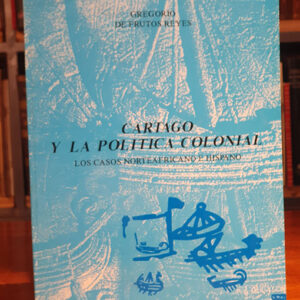 GREGORIO
DE FRUTOS REYES
CARTAGO
Y LA POLITICA COLONIAL
LOS CASOS NORTEAFRICANO E HISPANO